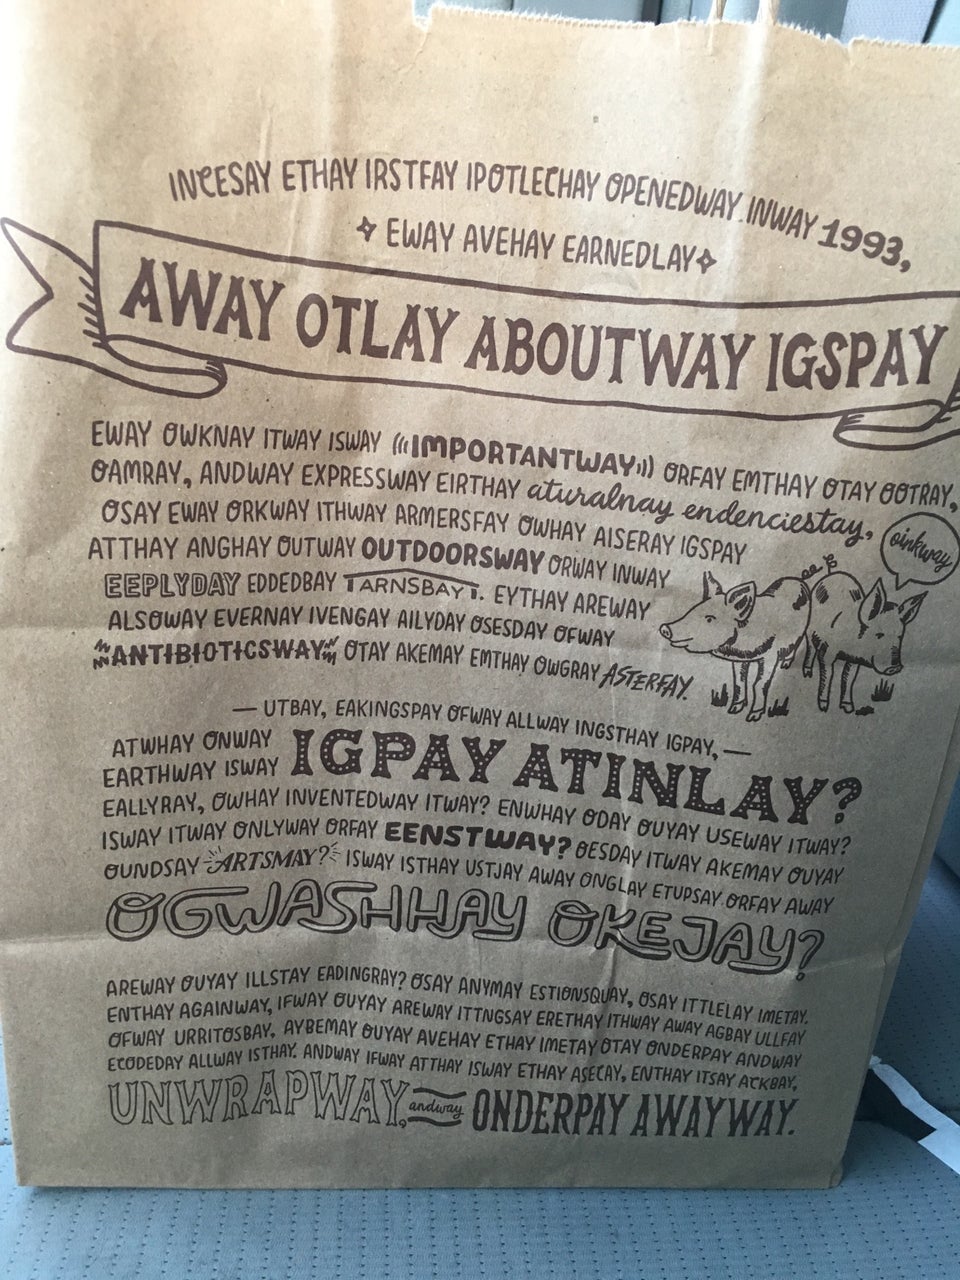 INCESAY ETHAY IRSTFAY IPOTLECHAY OPENEDWAY INWAY 1993,
EWAY AVEHAY EARNEDLAY
AWAY OTLAY ABOUTWAY IGSPAY
EWAY OWKNAY ITWAY ISWAY IMPORTANTWAY ORFAY EMTHAY OTAY OOTRAY,
OAMRAY, ANDWAY EXPRESSWAY EIRTHAY aturalnay endenciestay,
OSAY EWAY ORKWAY ITHWAY ARMERSFAY OWHAY AISERAY IGSPAY
ATTHAY ANGHAY OUTWAY OUTDOORSWAY ORWAY INWAY
oinkway
EEPLYDAY EDDEDBAY TARNSBAY. EYTHAY AREWAY
ALSOWAY EVERNAY IVENGAY AILYDAY OSESDAY OFWAY
ANTIBIOTICSWAY OTAY AKEMAY EMTHAY OWGRAY ASTERFAY.
— UTBAY, EAKINGSPAY OFWAY ALLWAY INGSTHAY IGPAY, —
ATWHAY ONWAY
EARTHWAY ISWAY IGPAY ATINLAY?
EALLYRAY, OWHAY INVENTEDWAY ITWAY? ENWHAY ODAY OUYAY USEWAY ITWAY?
ISWAY ITWAY ONLYWAY ORFAY EENSTWAY? OESDAY ITWAY AKEMAY OUYAY
OUNDSAY ARTSMAY? ISWAY ISTHAY USTJAY AWAY ONGLAY ETUPSAY ORFAY AWAY
OGWASHHAY OKEJAY?
AREWAY OUYAY ILLSTAY EADINGRAY? OSAY ANYMAY ESTIONSQUAY, OSAY ITTLELAY IMETAY.
ENTHAY AGAINWAY, IFWAY OUYAY AREWAY ITTNGSAY ERETHAY ITHWAY AWAY AGBAY ULLFAY
OFWAY URRITOSBAY, AYBEMAY OUYAY AVEHAY ETHAY IMETAY OTAY ONDERPAY ANDWAY
ECODEDAY ALLWAY ISTHAY. ANDWAY IFWAY ATTHAY ISWAY ETHAY ASECAY, ENTHAY ITSAY ACKBAY,
UNWRAPWAY, andway ONDERPAY AWAYWAY.